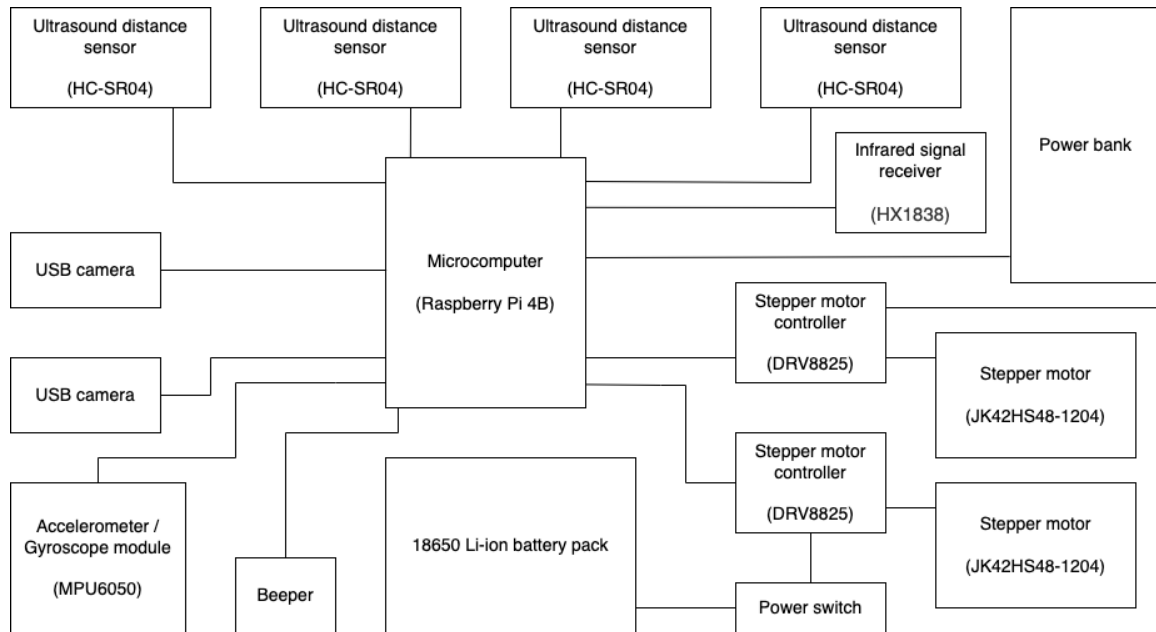 Ultrasound distance
sensor
(HC-SR04)
Ultrasound distance
sensor
(HC-SR04)
Ultrasound distance
sensor
(HC-SR04)
Ultrasound distance
sensor
(HC-SR04)
Power bank
Infrared signal
receiver
(HX1838)
USB camera
Microcomputer
(Raspberry Pi 4B)
Stepper motor
controller
(DRV8825)
USB camera
Stepper motor
(JK42HS48-1204)
Stepper motor
controller
(DRV8825)
Accelerometer /
Gyroscope module
(MPU6050)
18650 Li-ion battery pack
Stepper motor
(JK42HS48-1204)
Beeper
Power switch